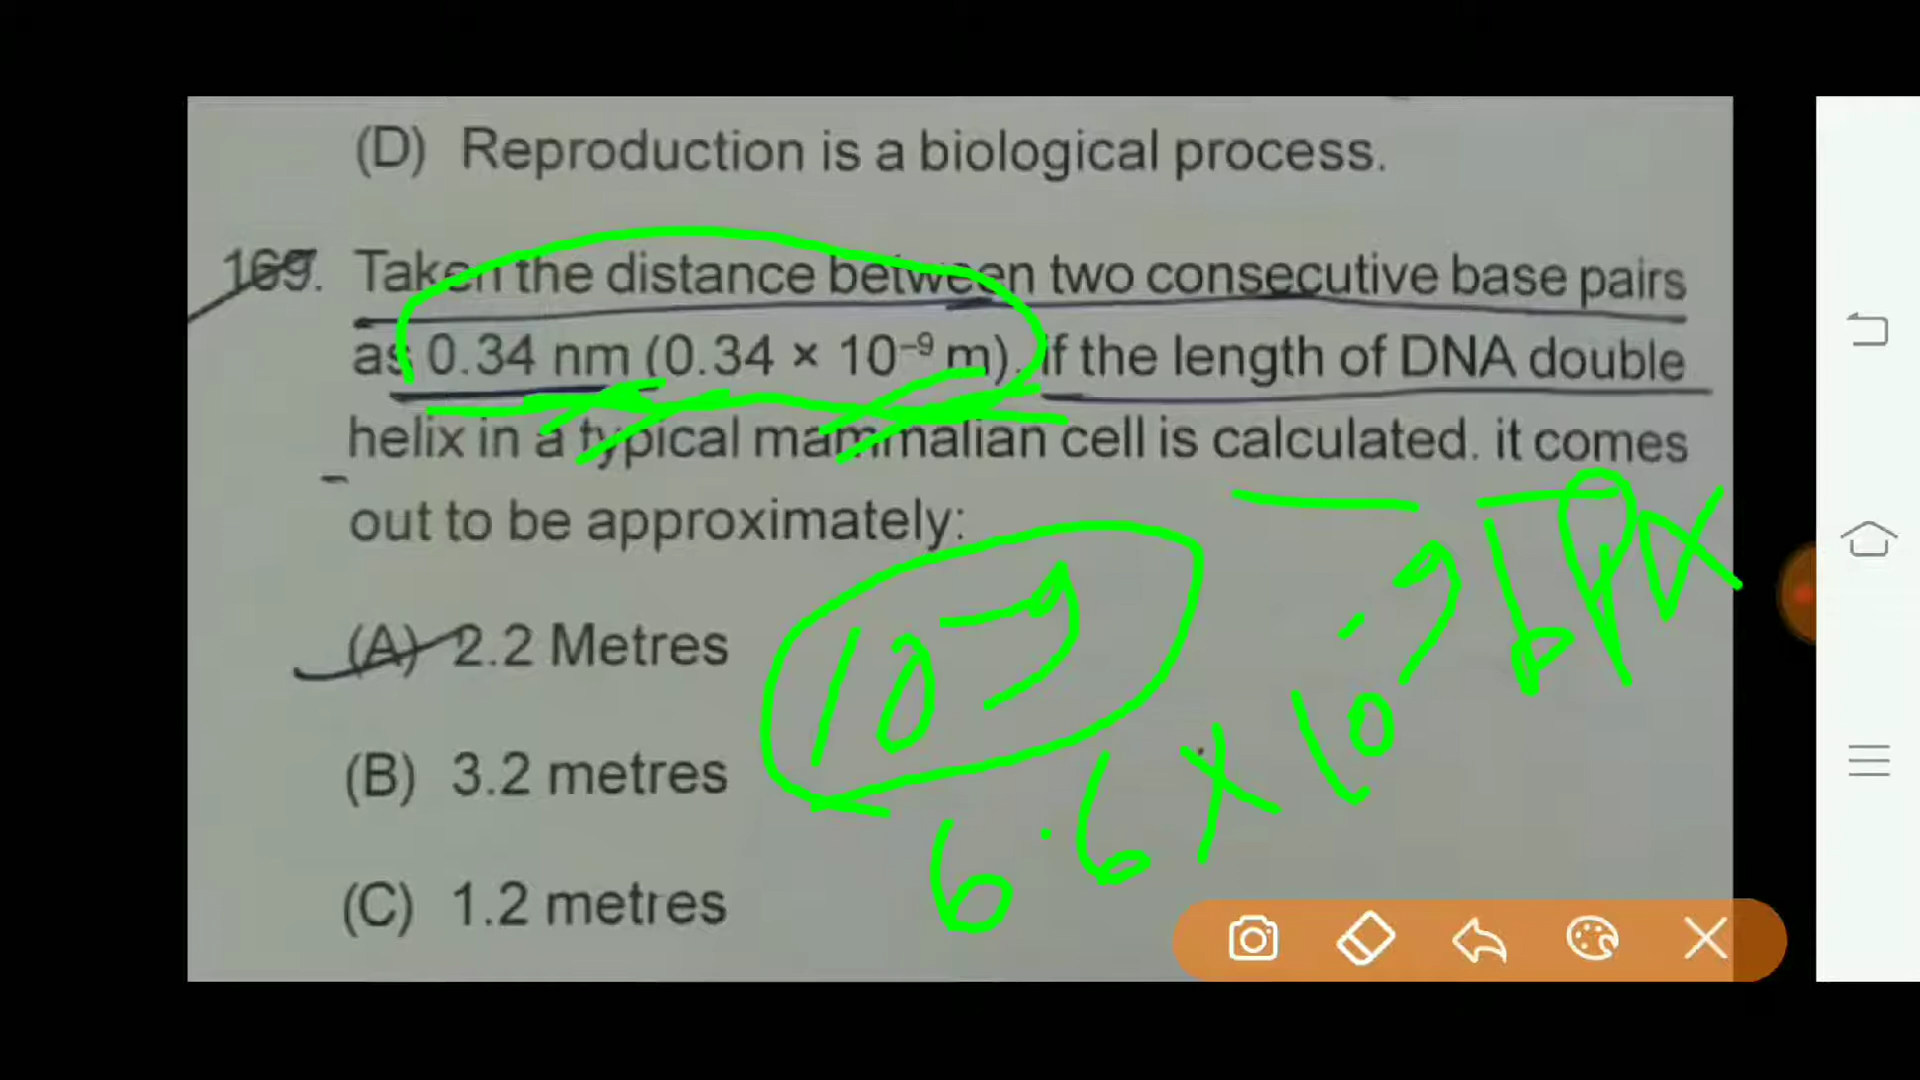 (D) Reproduction is a biological process.
169. Taken the distance between two consecutive base pairs
as 0.34 nm (0.34 × 10⁻⁹ m). if the length of DNA double
helix in a typical mammalian cell is calculated. it comes
out to be approximately:
(A) 2.2 Metres
10⁻⁹
(B) 3.2 metres
6.6 × 10
(C) 1.2 metres